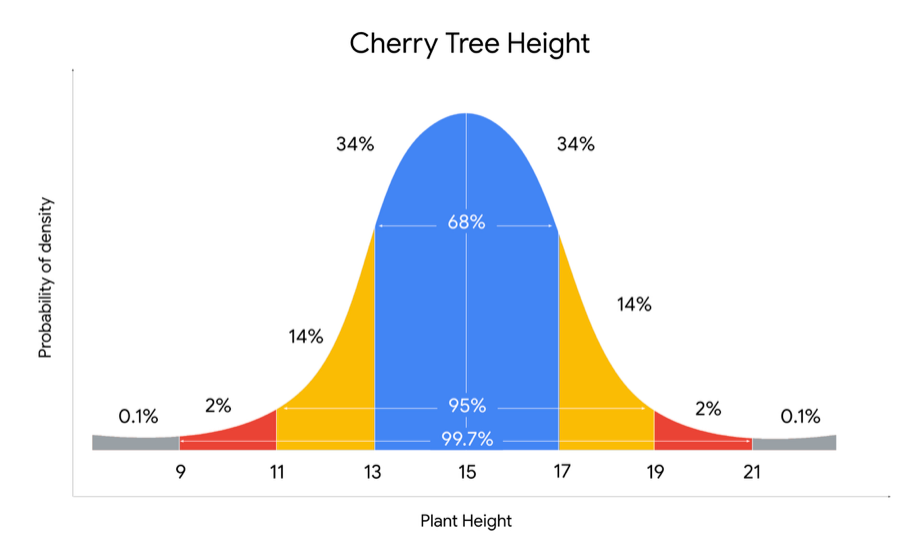 Cherry Tree Height
34%
34%
68%
Probability of density
14%
14%
95%
2%
2%
0.1%
0.1%
99.7%
9 11 13 15 17 19 21
Plant Height